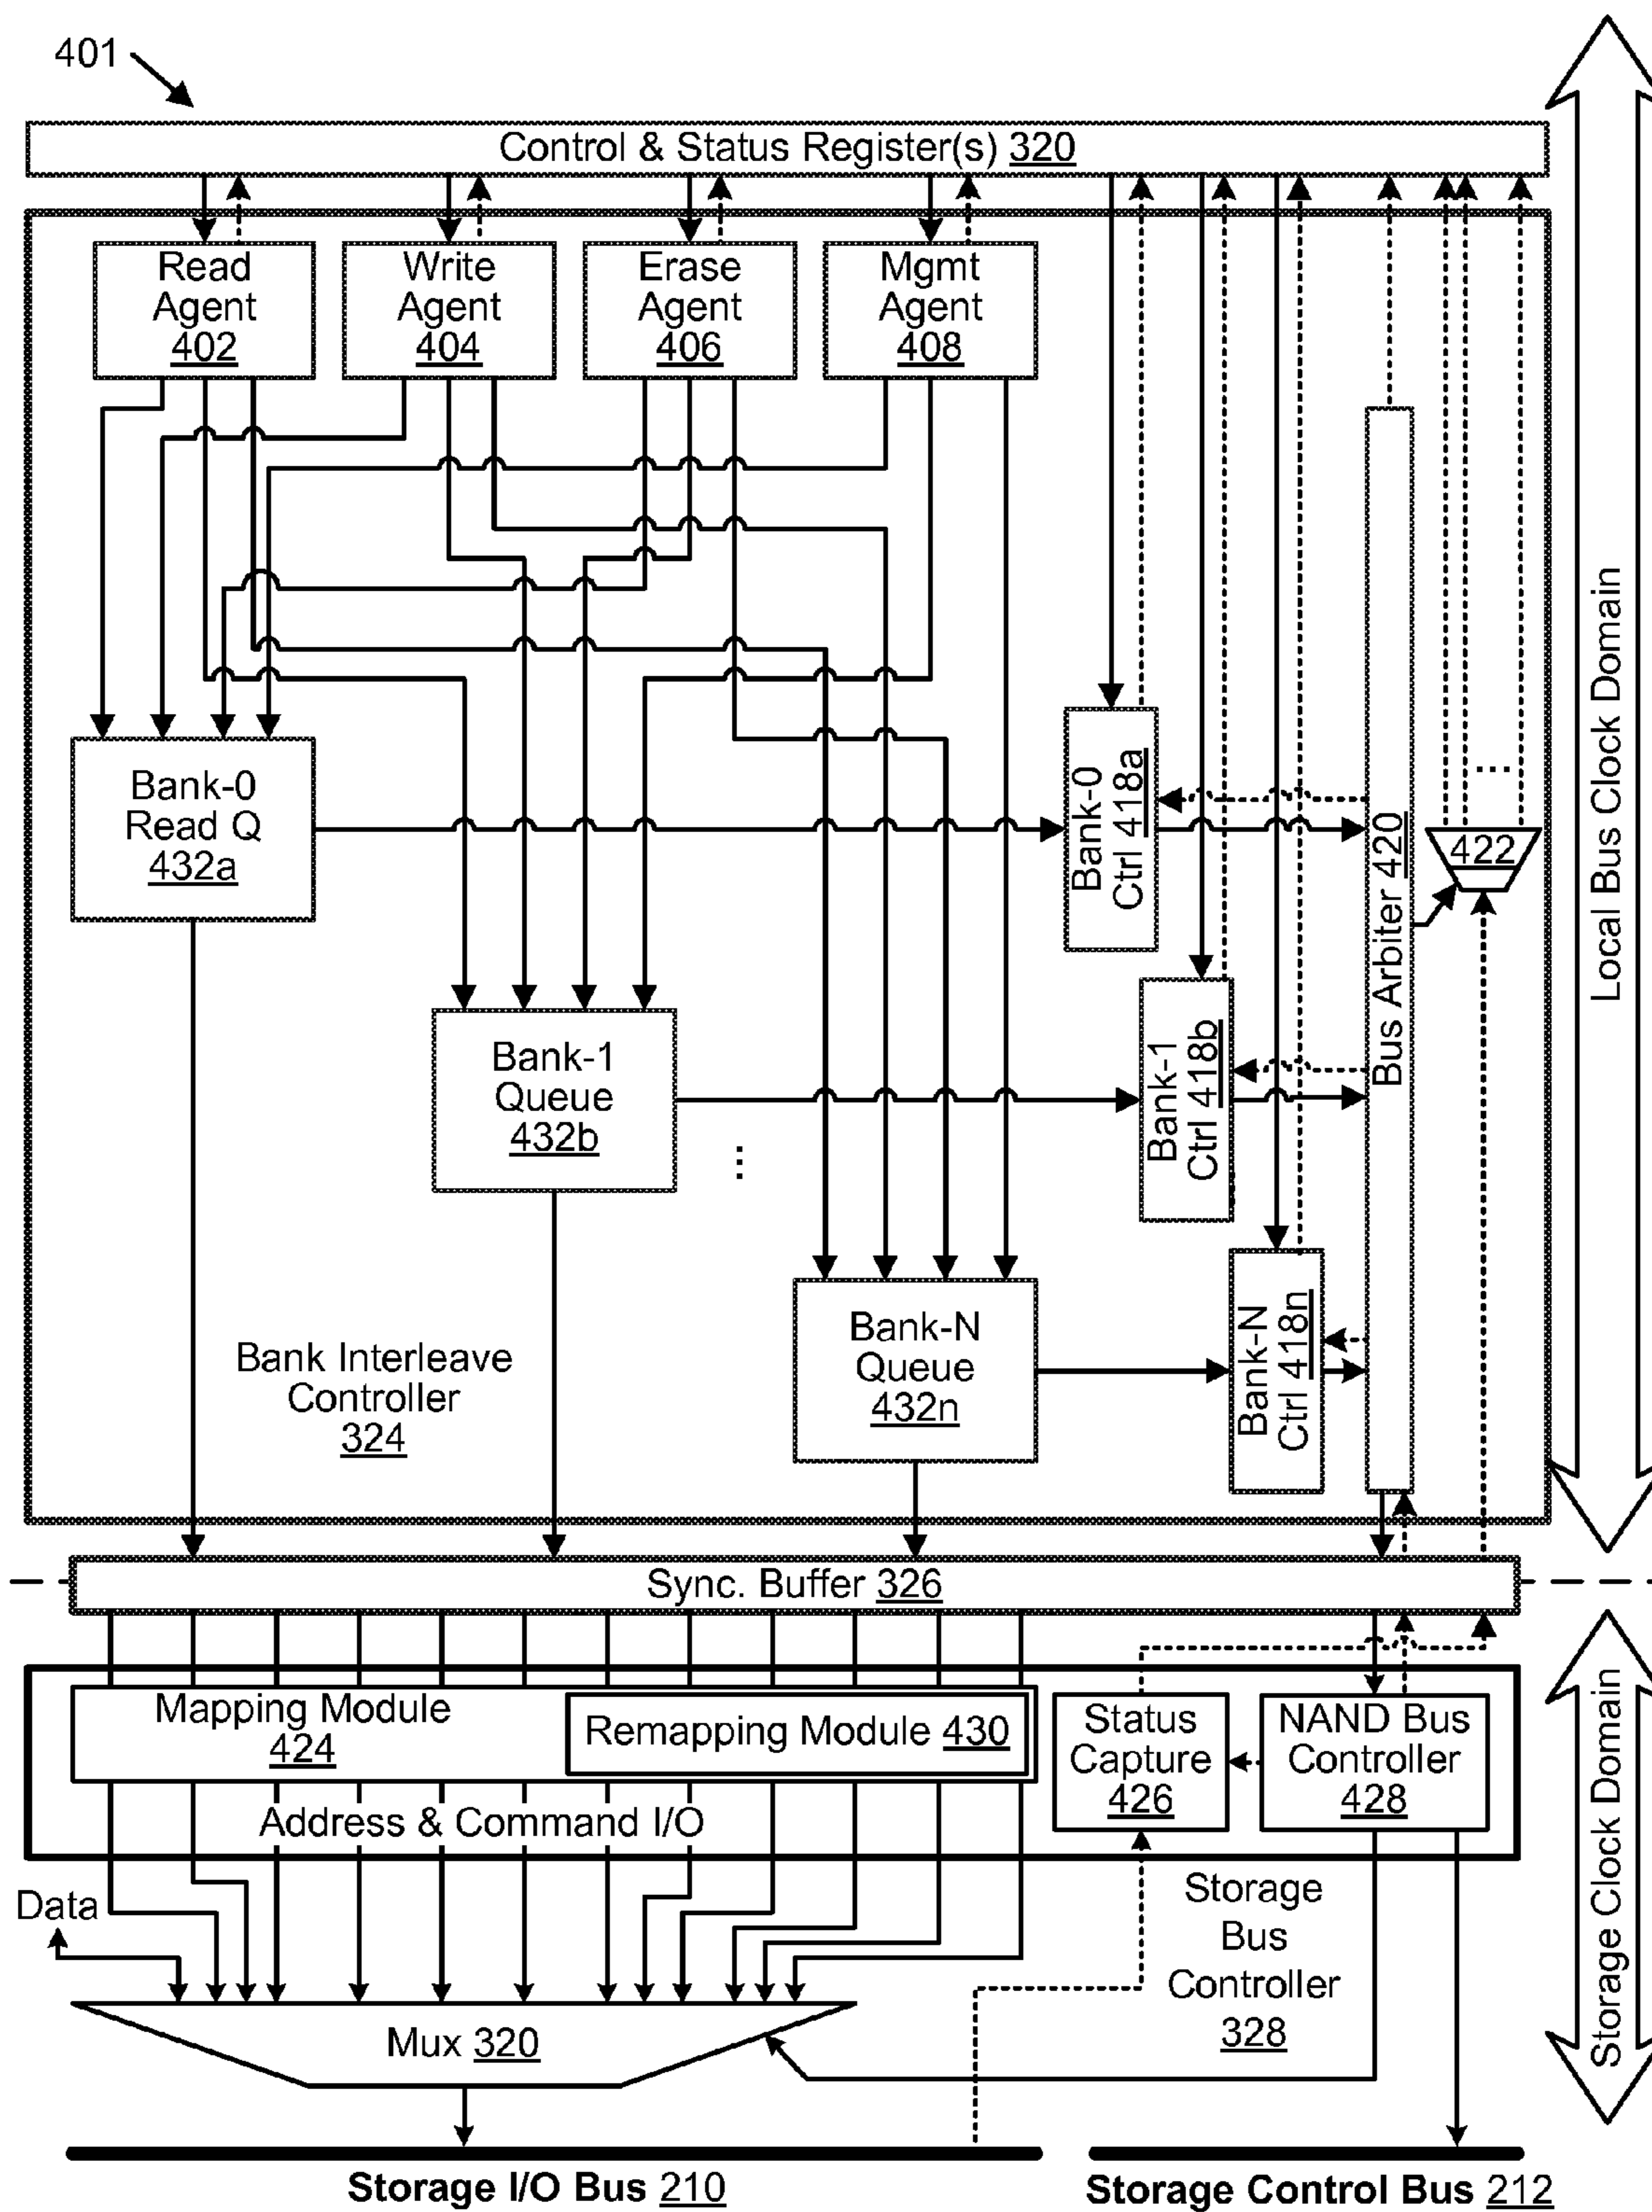 401
Control & Status Register(s) 320
Read
Agent
402
Write
Agent
404
Erase
Agent
406
Mgmt
Agent
408
Bank-0
Read Q
432a
Bank-0
Ctrl 418a
Bus Arbiter 420
...
422
Local Bus Clock Domain
Bank-1
Queue
432b
...
Bank-1
Ctrl 418b
Bank-N
Queue
432n
Bank-N
Ctrl 418n
Bank Interleave
Controller
324
Sync. Buffer 326
Mapping Module
424
Remapping Module 430
Status
Capture
426
NAND Bus
Controller
428
Address & Command I/O
Storage Clock Domain
Data
Storage
Bus
Controller
328
Mux 320
Storage I/O Bus 210
Storage Control Bus 212